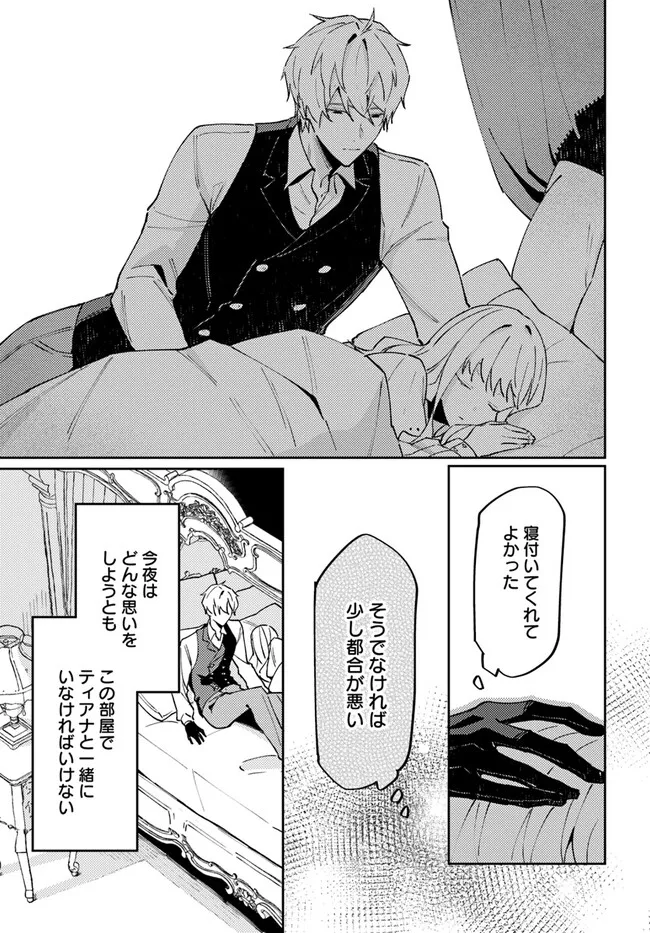 寝付いてくれて
よかった
そうでなければ
少し都合が悪い
今夜は
どんな思いを
しようとも
この部屋で
ティアナと一緒に
いなければいけない